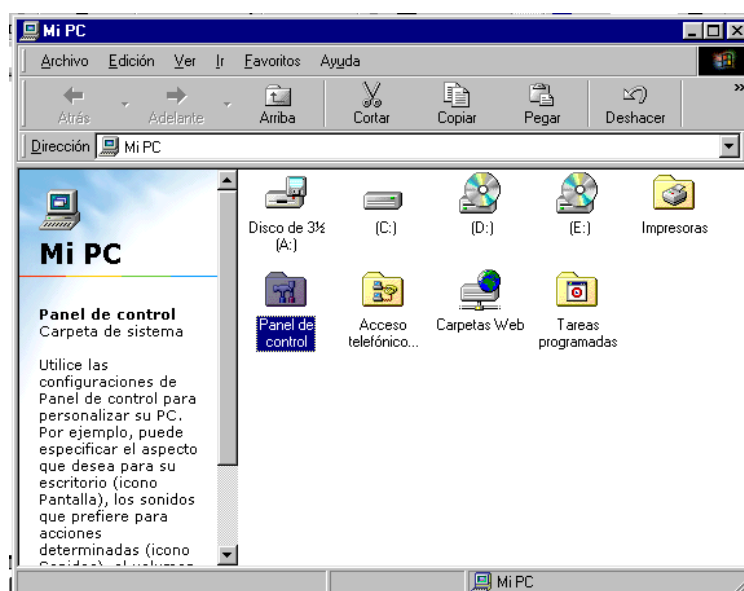 Mi PC
Archivo Edición Ver Ir Favoritos Ayuda
Atrás Adelante Arriba Cortar Copiar Pegar Deshacer »
Dirección Mi PC
Mi PC
Panel de control
Carpeta de sistema
Utilice las
configuraciones de
Panel de control para
personalizar su PC.
Por ejemplo, puede
especificar el aspecto
que desea para su
escritorio (icono
Pantalla), los sonidos
que prefiere para
acciones
determinadas (icono
Disco de 3½
(A:)
(C:)
(D:)
(E:)
Impresoras
Panel de
control
Acceso
telefónico...
Carpetas Web
Tareas
programadas
Mi PC